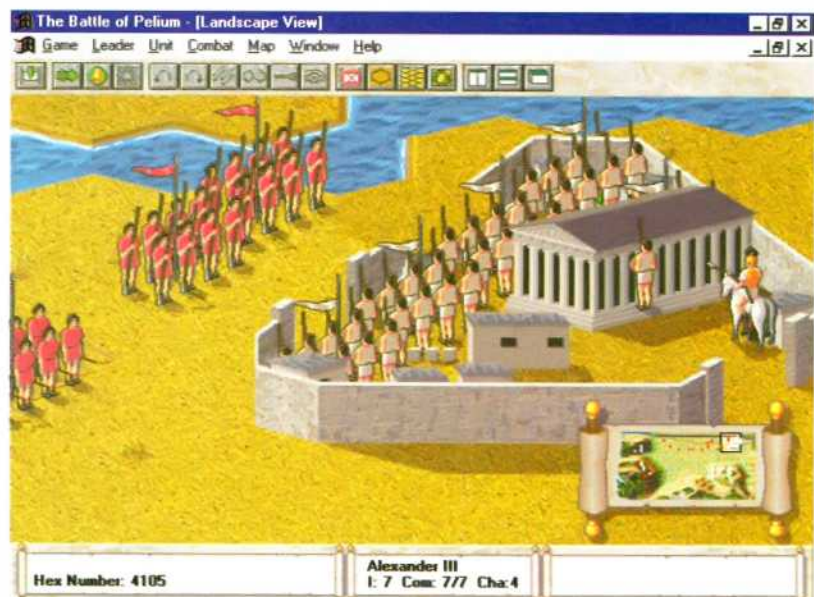 The Battle of Pelium - [Landscape View]
Game Leader Unit Combat Map Window Help
Hex Number: 4105
Alexander III
I: 7 Com: 7/7 Cha:4